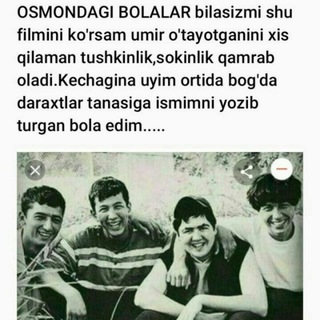 OSMONDAGI BOLALAR bilasizmi shu
filmini ko'rsam umir o'tayotganini xis
qilaman tushkinlik,sokinlik qamrab
oladi.Kechagina uyim ortida bog'da
daraxtlar tanasiga ismimni yozib
turgan bola edim.....